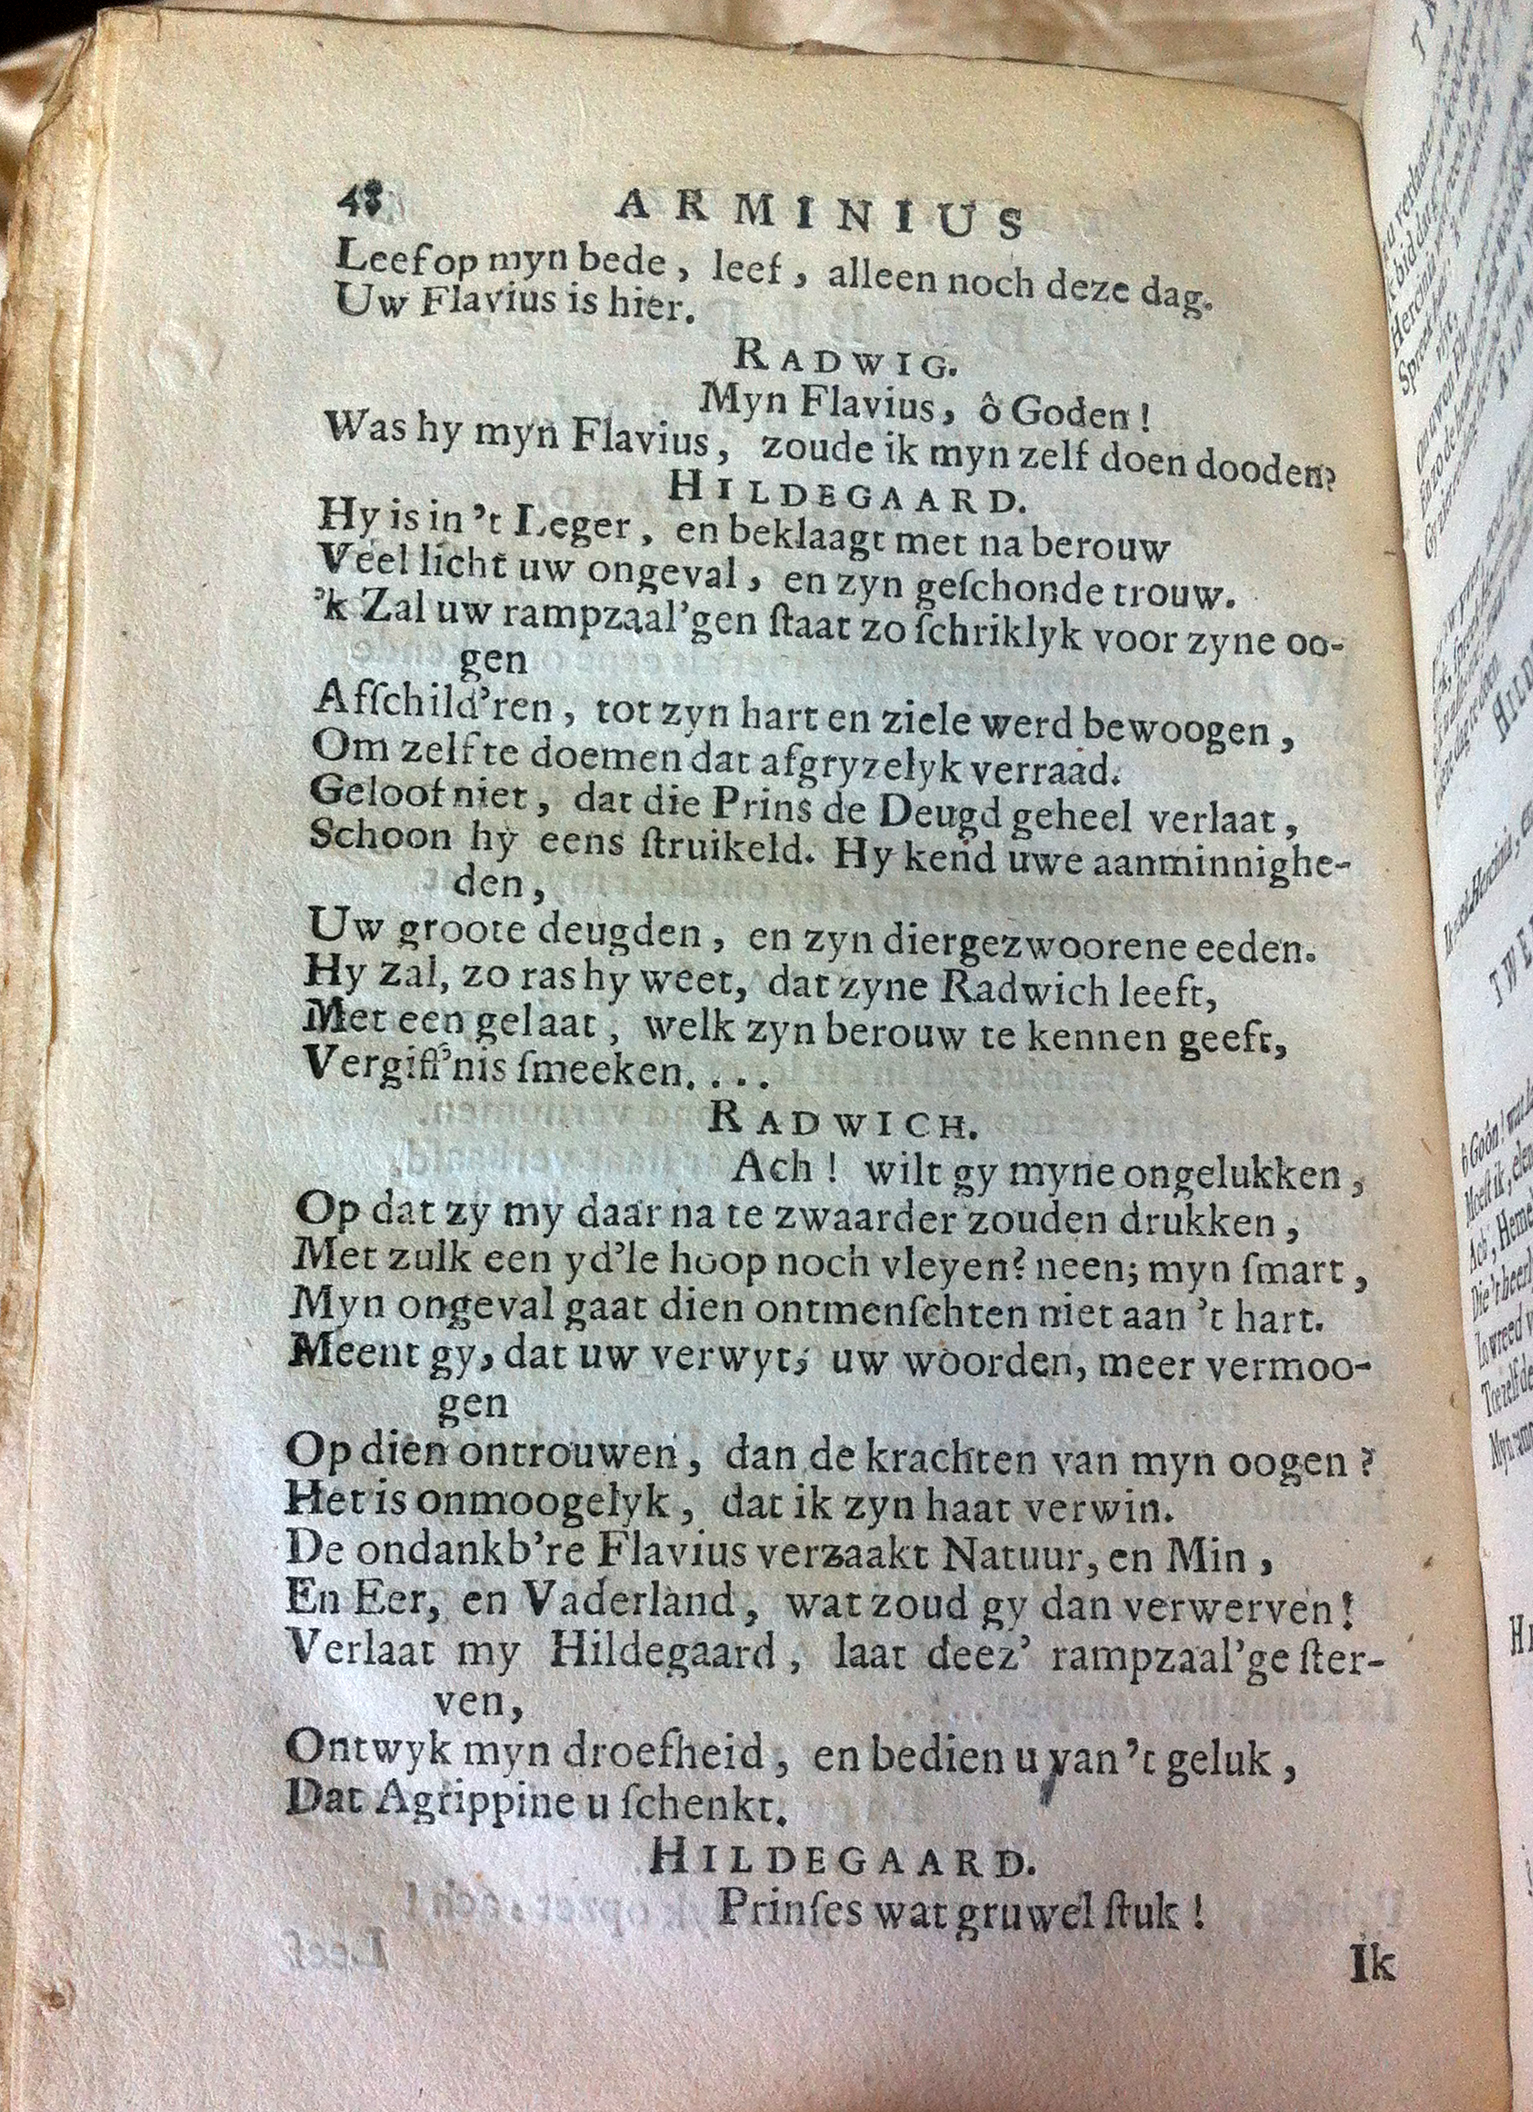 48 ARMINIUS
Leef op myn bede, leef, alleen noch deze dag.
Uw Flavius is hier.
RADWIG.
Myn Flavius, ô Goden!
Was hy myn Flavius, zoude ik myn zelf doen dooden?
HILDEGAARD.
Hy is in 't Leger, en beklaagt met na berouw
Veel licht uw ongeval, en zyn geſchonde trouw.
'k Zal uw rampzaal'gen ſtaat zo ſchriklyk voor zyne oo-
gen
Afſchild'ren, tot zyn hart en ziele werd bewoogen,
Om zelf te doemen dat afgryzelyk verraad.
Geloof niet, dat die Prins de Deugd geheel verlaat,
Schoon hy eens ſtruikeld. Hy kend uwe aanminnighe-
den,
Uw groote deugden, en zyn diergezwoorene eeden.
Hy zal, zo ras hy weet, dat zyne Radwich leeft,
Met een gelaat, welk zyn berouw te kennen geeft,
Vergiff'nis ſmeeken....
RADWICH.
Ach! wilt gy myne ongelukken,
Op dat zy my daar na te zwaarder zouden drukken,
Met zulk een yd'le hoop noch vleyen? neen; myn ſmart,
Myn ongeval gaat dien ontmenſchten niet aan 't hart.
Meent gy, dat uw verwyt, uw woorden, meer vermoo-
gen
Op dien ontrouwen, dan de krachten van myn oogen?
Het is onmoogelyk, dat ik zyn haat verwin.
De ondankb're Flavius verzaakt Natuur, en Min,
En Eer, en Vaderland, wat zoud gy dan verwerven!
Verlaat my Hildegaard, laat deez' rampzaal'ge ſter-
ven,
Ontwyk myn droefheid, en bedien u van 't geluk,
Dat Agrippine u ſchenkt.
HILDEGAARD.
Prinſes wat gruwel ſtuk!
Ik